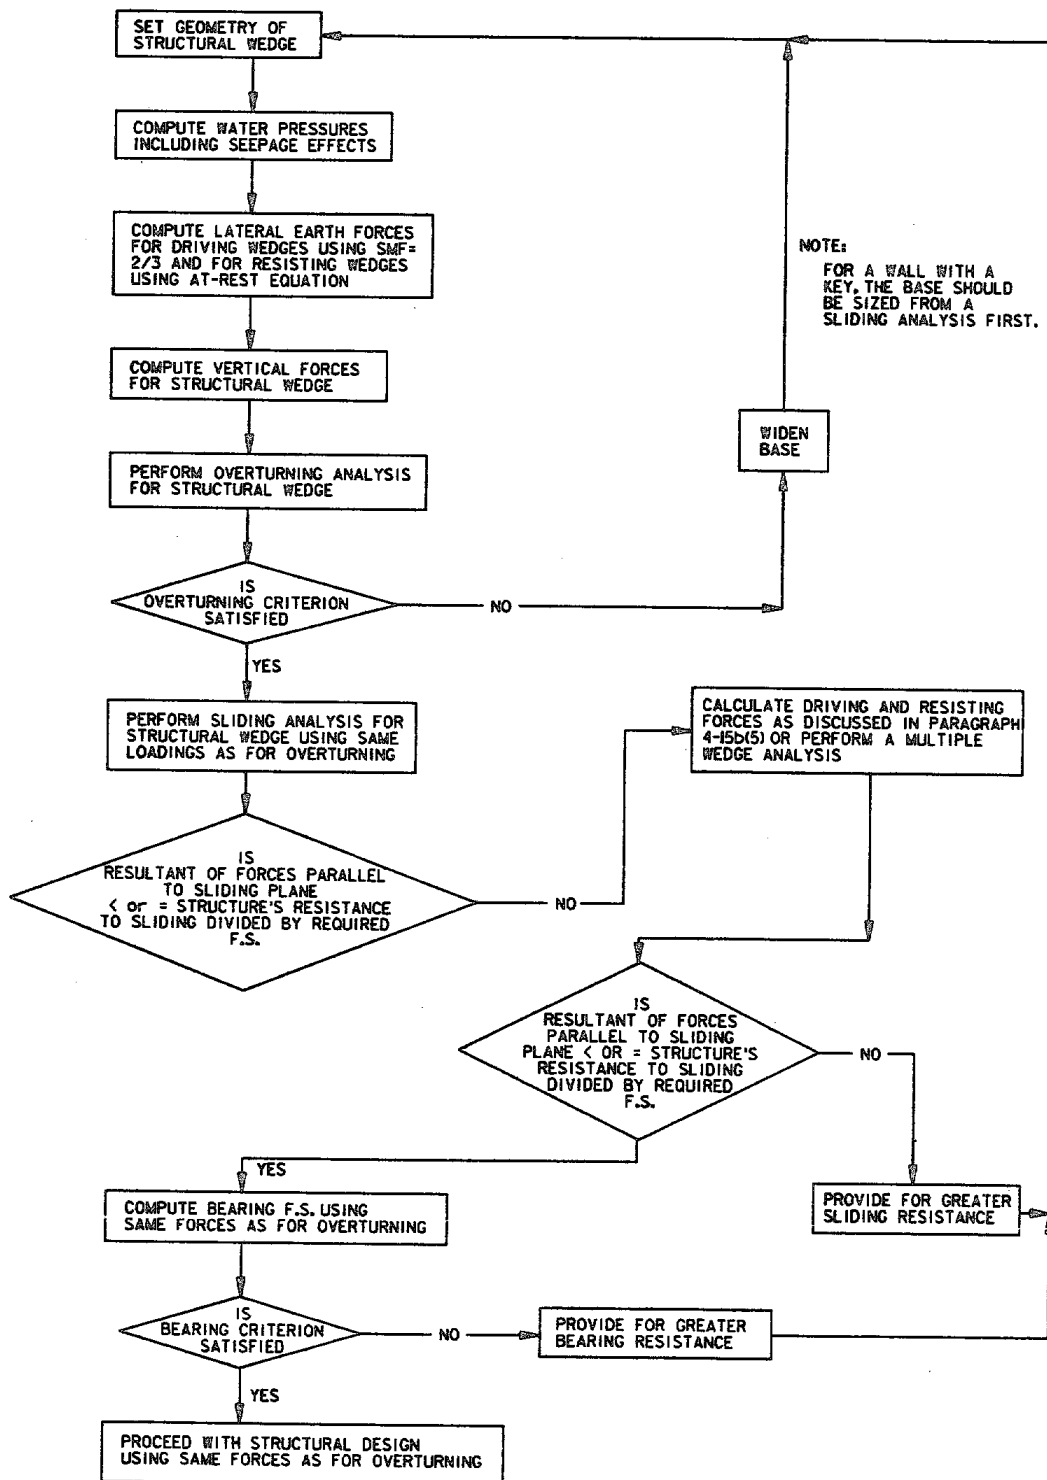 SET GEOMETRY OF
STRUCTURAL WEDGE
COMPUTE WATER PRESSURES
INCLUDING SEEPAGE EFFECTS
COMPUTE LATERAL EARTH FORCES
FOR DRIVING WEDGES USING SMF=
2/3 AND FOR RESISTING WEDGES
USING AT-REST EQUATION
NOTE:
FOR A WALL WITH A
KEY, THE BASE SHOULD
BE SIZED FROM A
SLIDING ANALYSIS FIRST.
COMPUTE VERTICAL FORCES
FOR STRUCTURAL WEDGE
WIDEN
BASE
PERFORM OVERTURNING ANALYSIS
FOR STRUCTURAL WEDGE
IS
OVERTURNING CRITERION
SATISFIED
NO
YES
PERFORM SLIDING ANALYSIS FOR
STRUCTURAL WEDGE USING SAME
LOADINGS AS FOR OVERTURNING
CALCULATE DRIVING AND RESISTING
FORCES AS DISCUSSED IN PARAGRAPH
4-15b(5) OR PERFORM A MULTIPLE
WEDGE ANALYSIS
IS
RESULTANT OF FORCES PARALLEL
TO SLIDING PLANE
< or = STRUCTURE'S RESISTANCE
TO SLIDING DIVIDED BY REQUIRED
F.S.
NO
IS
RESULTANT OF FORCES
PARALLEL TO SLIDING
PLANE < OR = STRUCTURE'S
RESISTANCE TO SLIDING
DIVIDED BY REQUIRED
F.S.
NO
YES
COMPUTE BEARING F.S. USING
SAME FORCES AS FOR OVERTURNING
PROVIDE FOR GREATER
SLIDING RESISTANCE
IS
BEARING CRITERION
SATISFIED
NO
PROVIDE FOR GREATER
BEARING RESISTANCE
YES
PROCEED WITH STRUCTURAL DESIGN
USING SAME FORCES AS FOR OVERTURNING